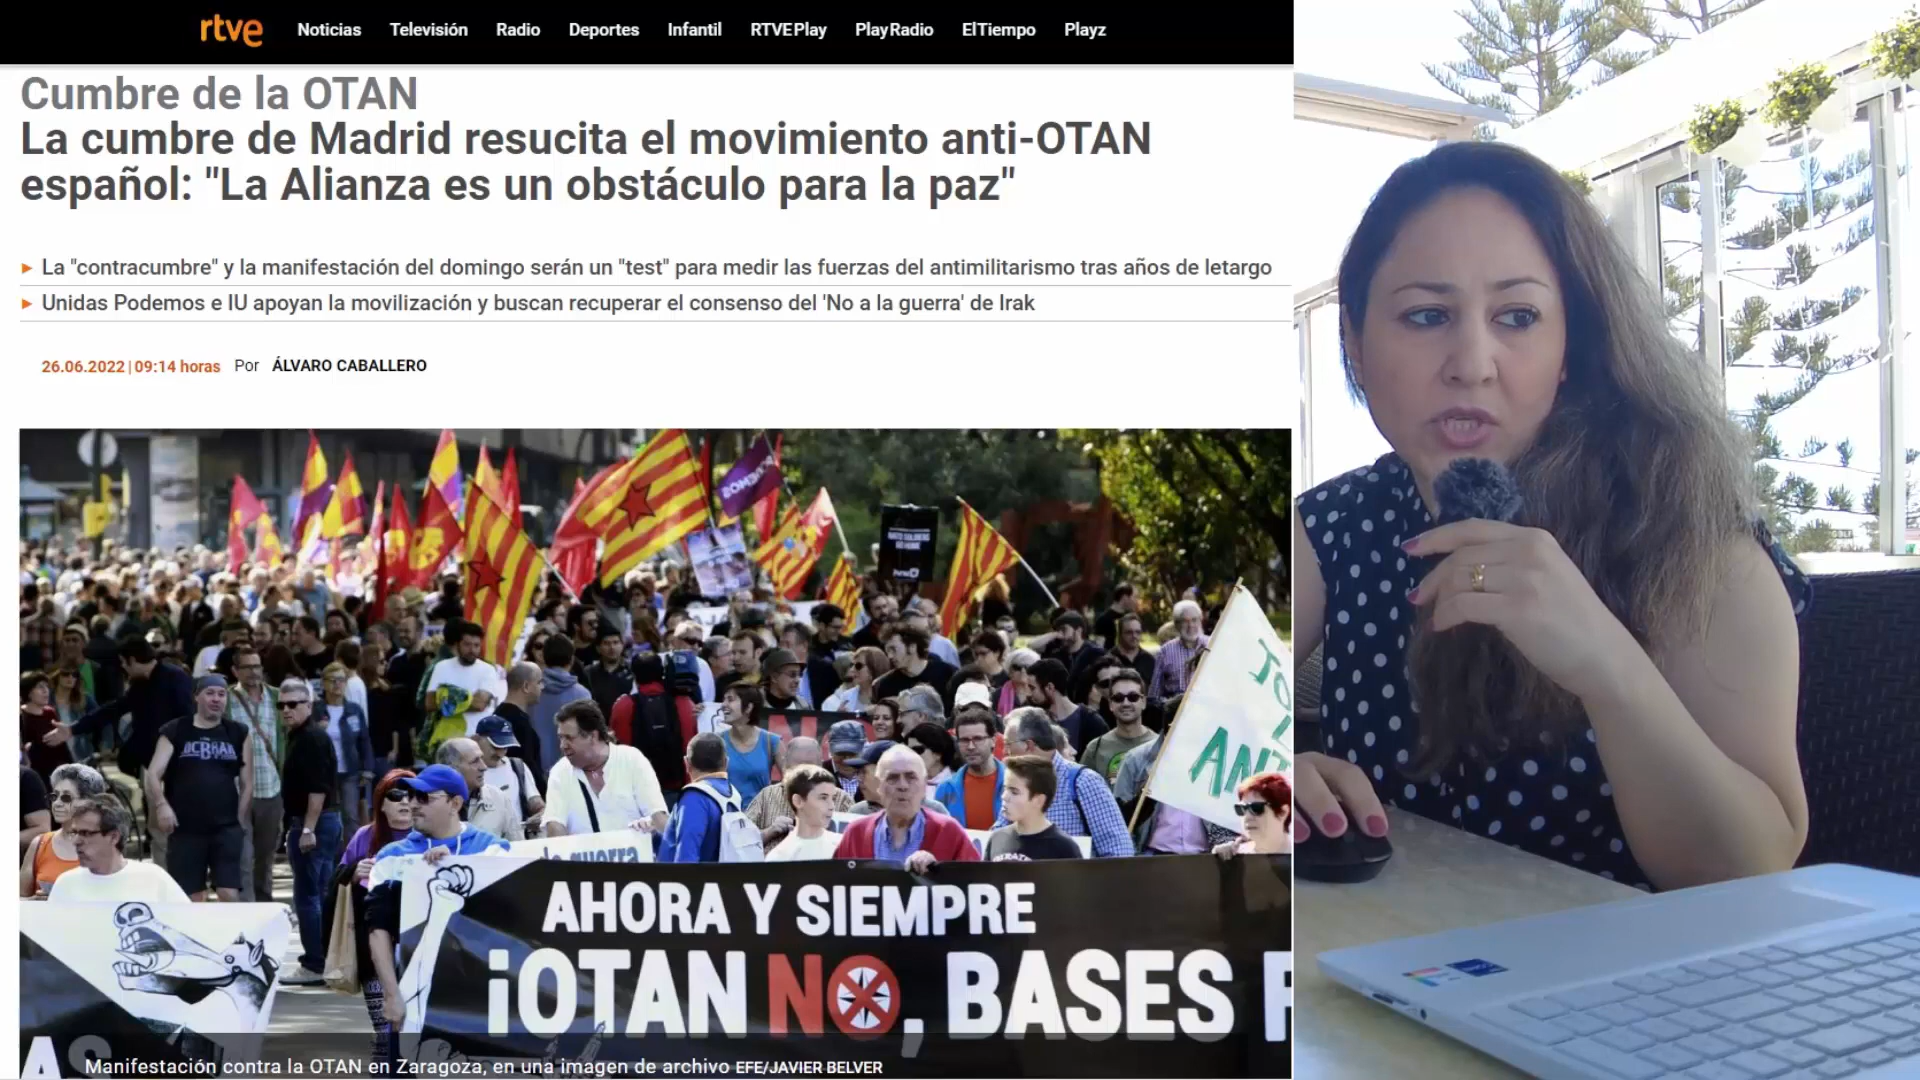 rtve Noticias Televisión Radio Deportes Infantil RTVEPlay PlayRadio ElTiempo Playz
Cumbre de la OTAN
La cumbre de Madrid resucita el movimiento anti-OTAN
español: "La Alianza es un obstáculo para la paz"
La "contracumbre" y la manifestación del domingo serán un "test" para medir las fuerzas del antimilitarismo tras años de letargo
Unidas Podemos e IU apoyan la movilización y buscan recuperar el consenso del 'No a la guerra' de Irak
26.06.2022 | 09:14 horas Por ÁLVARO CABALLERO
guerra
AHORA Y SIEMPRE
¡OTAN NO, BASES F
Manifestación contra la OTAN en Zaragoza, en una imagen de archivo EFE/JAVIER BELVER